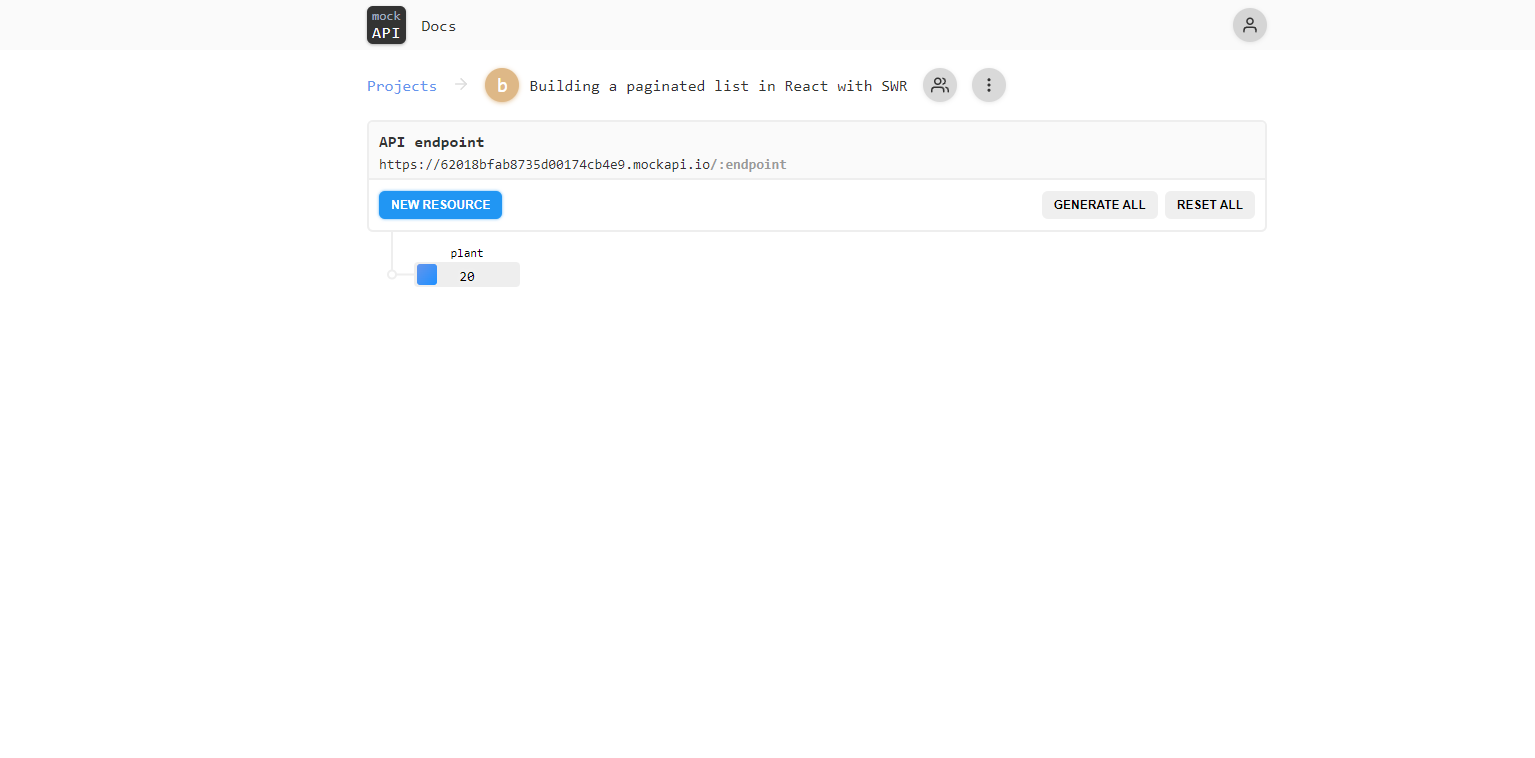 mock
API
Docs
Projects
b
Building a paginated list in React with SWR
API endpoint
https://62018bfab8735d00174cb4e9.mockapi.io/:endpoint
NEW RESOURCE
GENERATE ALL
RESET ALL
plant
20